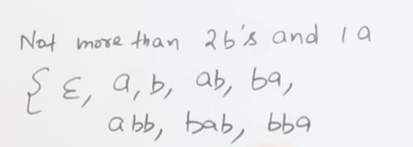 Not more than 2b's and 1a
{ ε, a, b, ab, ba,
abb, bab, bba